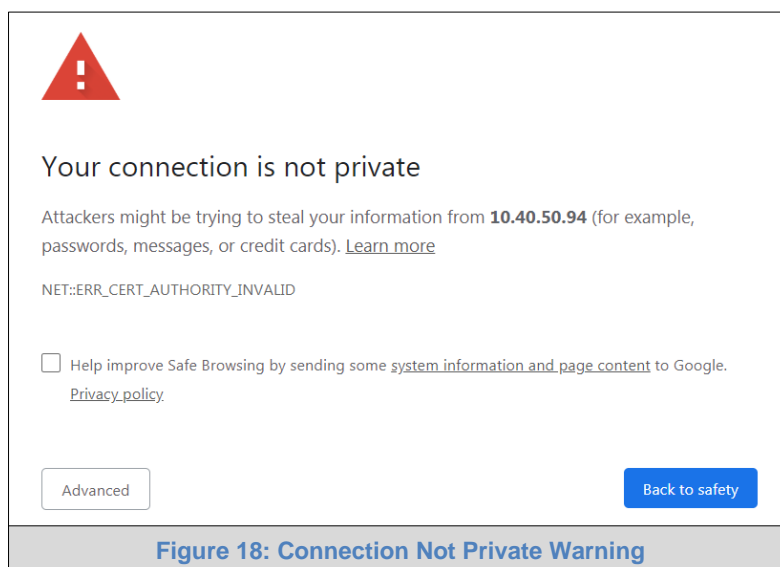 Your connection is not private
Attackers might be trying to steal your information from 10.40.50.94 (for example,
passwords, messages, or credit cards). Learn more
NET::ERR_CERT_AUTHORITY_INVALID
Help improve Safe Browsing by sending some system information and page content to Google.
Privacy policy
Advanced
Back to safety
Figure 18: Connection Not Private Warning